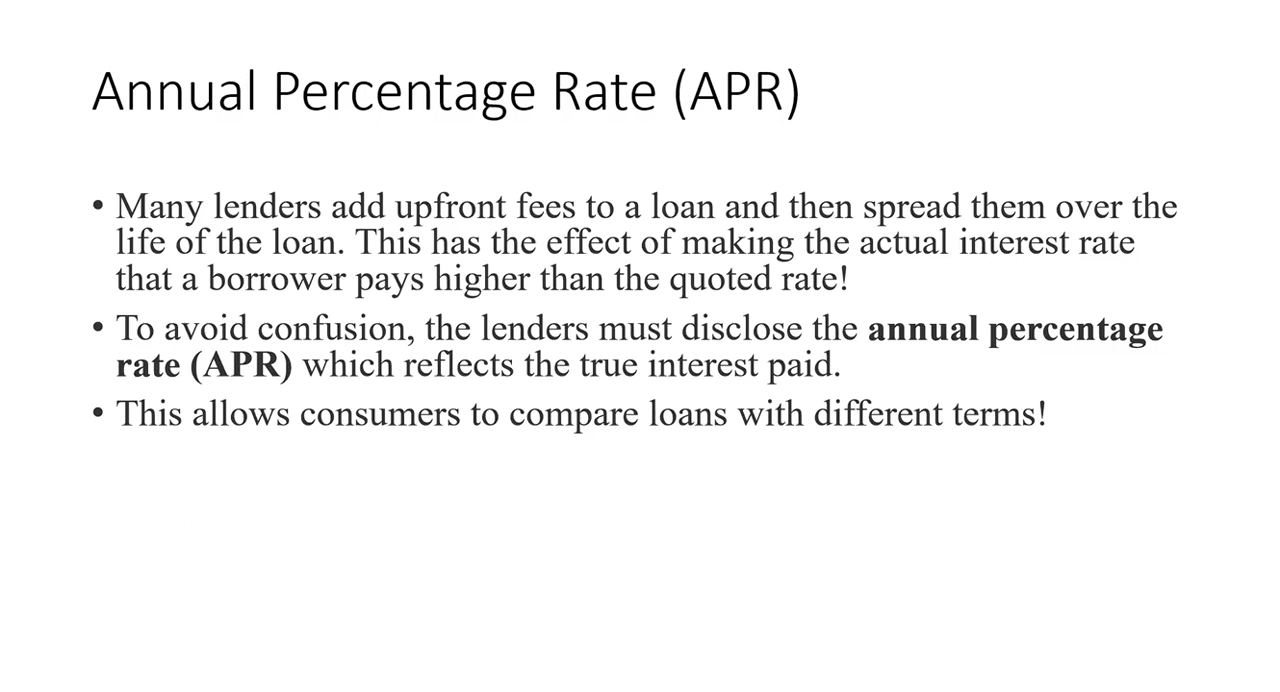 Annual Percentage Rate (APR)
• Many lenders add upfront fees to a loan and then spread them over the
life of the loan. This has the effect of making the actual interest rate
that a borrower pays higher than the quoted rate!
• To avoid confusion, the lenders must disclose the annual percentage
rate (APR) which reflects the true interest paid.
• This allows consumers to compare loans with different terms!